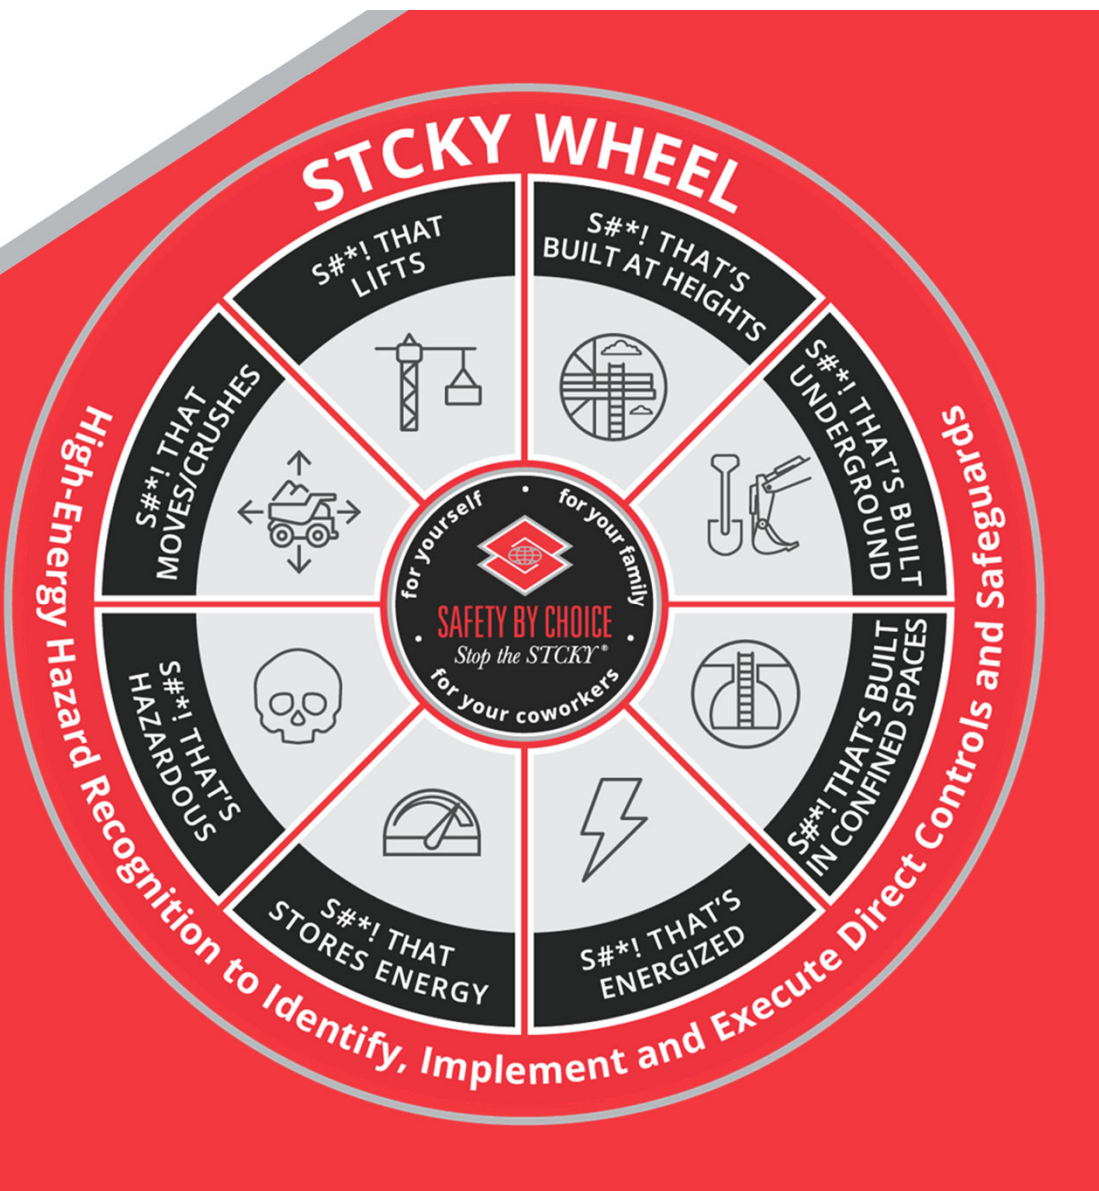 STCKY WHEEL
S#*! THAT
LIFTS
S#*! THAT'S
BUILT AT HEIGHTS
S#*! THAT'S BUILT
UNDERGROUND
S#*! THAT'S BUILT
IN CONFINED SPACES
S#*! THAT'S
ENERGIZED
S#*! THAT
STORES ENERGY
S#*! THAT'S
HAZARDOUS
S#*! THAT
MOVES/CRUSHES
for yourself • for your family • for your coworkers •
SAFETY BY CHOICE
Stop the STCKY®
High-Energy Hazard Recognition to Identify, Implement and Execute Direct Controls and Safeguards